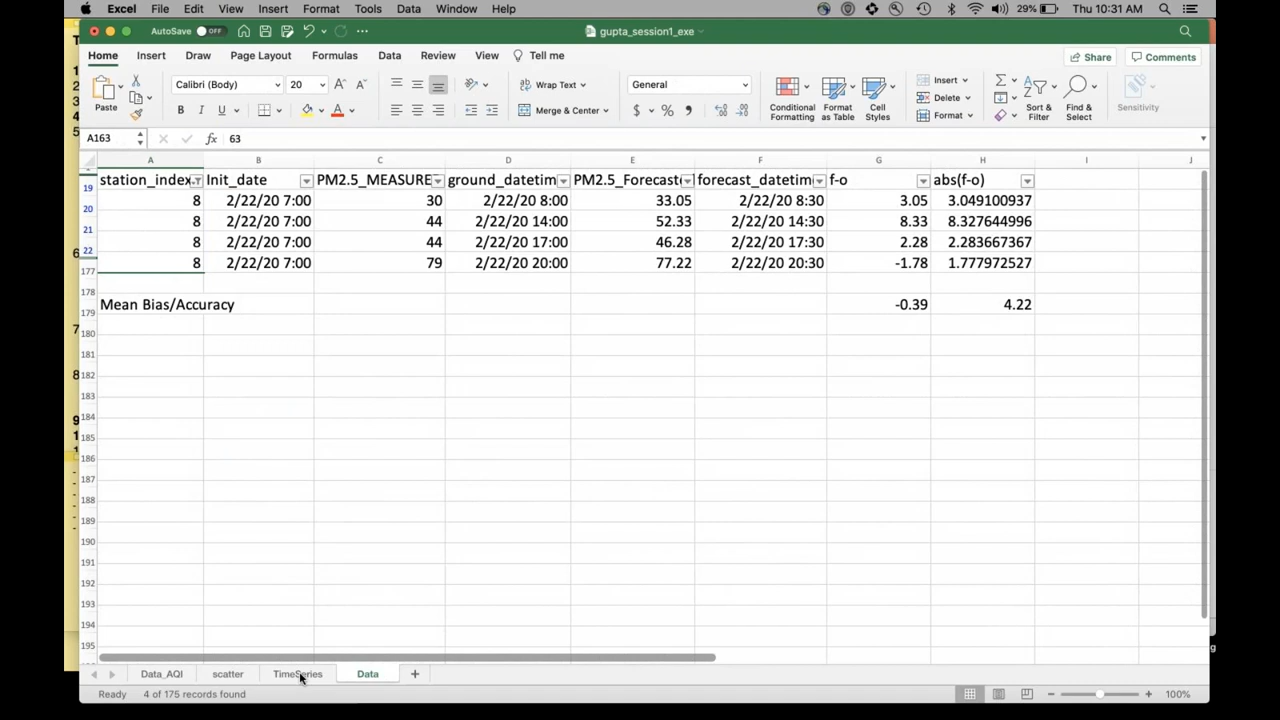 Excel File Edit View Insert Format Tools Data Window Help 29% Thu 10:31 AM
AutoSave OFF gupta_session1_exe
Home Insert Draw Page Layout Formulas Data Review View Tell me Share Comments
Paste Calibri (Body) 20 Wrap Text General Conditional Formatting Format as Table Cell Styles Insert Sort & Filter Find & Select Sensitivity
B I U Merge & Center $ % Delete
Format
A163 fx 63
A B C D E F G H I J
station_index Init_date PM2.5_MEASURE ground_datetim PM2.5_Forecast forecast_datetim f-o abs(f-o)
19 8 2/22/20 7:00 30 2/22/20 8:00 33.05 2/22/20 8:30 3.05 3.049100937
20 8 2/22/20 7:00 44 2/22/20 14:00 52.33 2/22/20 14:30 8.33 8.327644996
21 8 2/22/20 7:00 44 2/22/20 17:00 46.28 2/22/20 17:30 2.28 2.283667367
22 8 2/22/20 7:00 79 2/22/20 20:00 77.22 2/22/20 20:30 -1.78 1.777972527
177
178 Mean Bias/Accuracy -0.39 4.22
179
180
181
182
183
184
185
186
187
188
189
190
191
192
193
194
195
Data_AQI scatter TimeSeries Data +
Ready 4 of 175 records found 100%